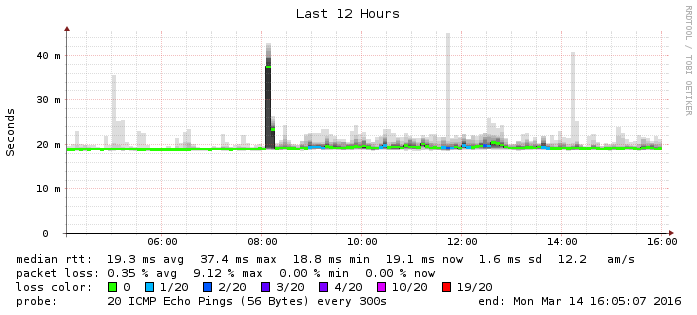 Last 12 Hours
RRDTOOL / TOBI OETIKER
Seconds
40 m
30 m
20 m
10 m
0
06:00 08:00 10:00 12:00 14:00 16:00
median rtt: 19.3 ms avg 37.4 ms max 18.8 ms min 19.1 ms now 1.6 ms sd 12.2 am/s
packet loss: 0.35 % avg 9.12 % max 0.00 % min 0.00 % now
loss color: 0 1/20 2/20 3/20 4/20 10/20 19/20
probe: 20 ICMP Echo Pings (56 Bytes) every 300s end: Mon Mar 14 16:05:07 2016